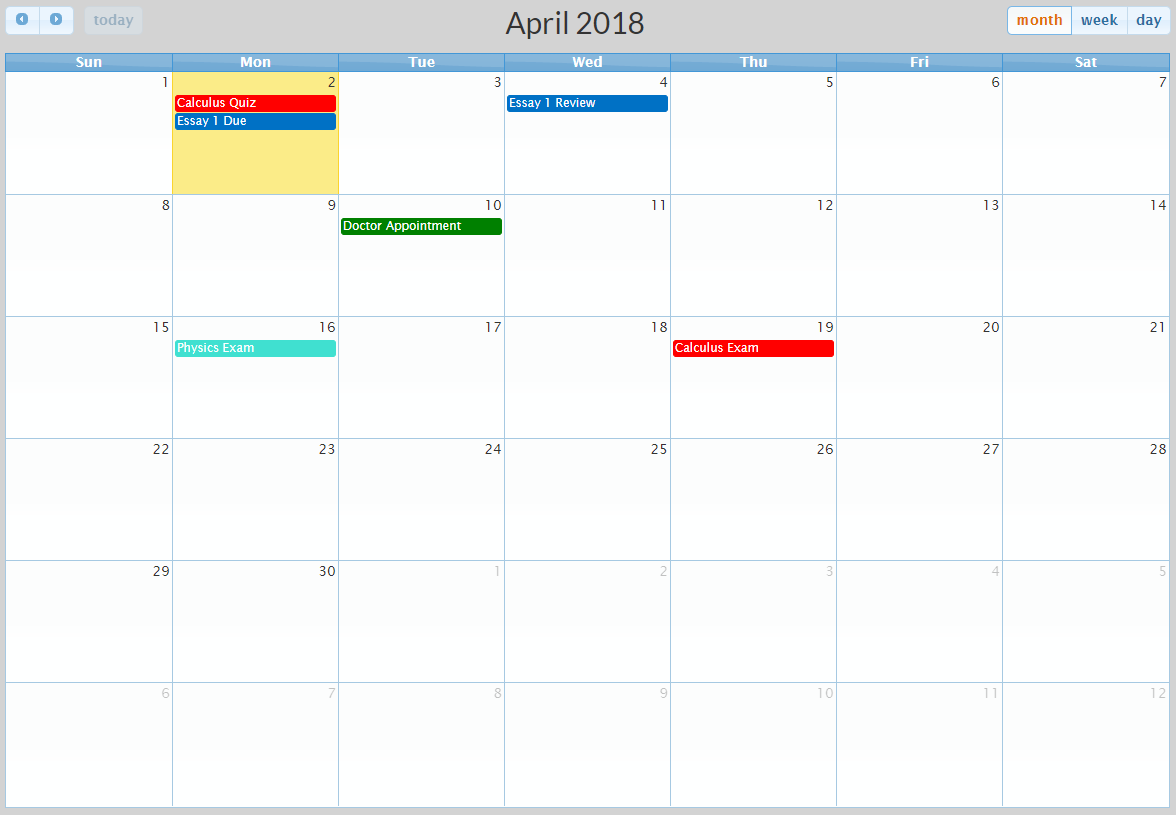 today
April 2018
month week day
Sun Mon Tue Wed Thu Fri Sat
1 2 3 4 5 6 7
Calculus Quiz
Essay 1 Review
Essay 1 Due
8 9 10 11 12 13 14
Doctor Appointment
15 16 17 18 19 20 21
Physics Exam
Calculus Exam
22 23 24 25 26 27 28
29 30 1 2 3 4 5
6 7 8 9 10 11 12